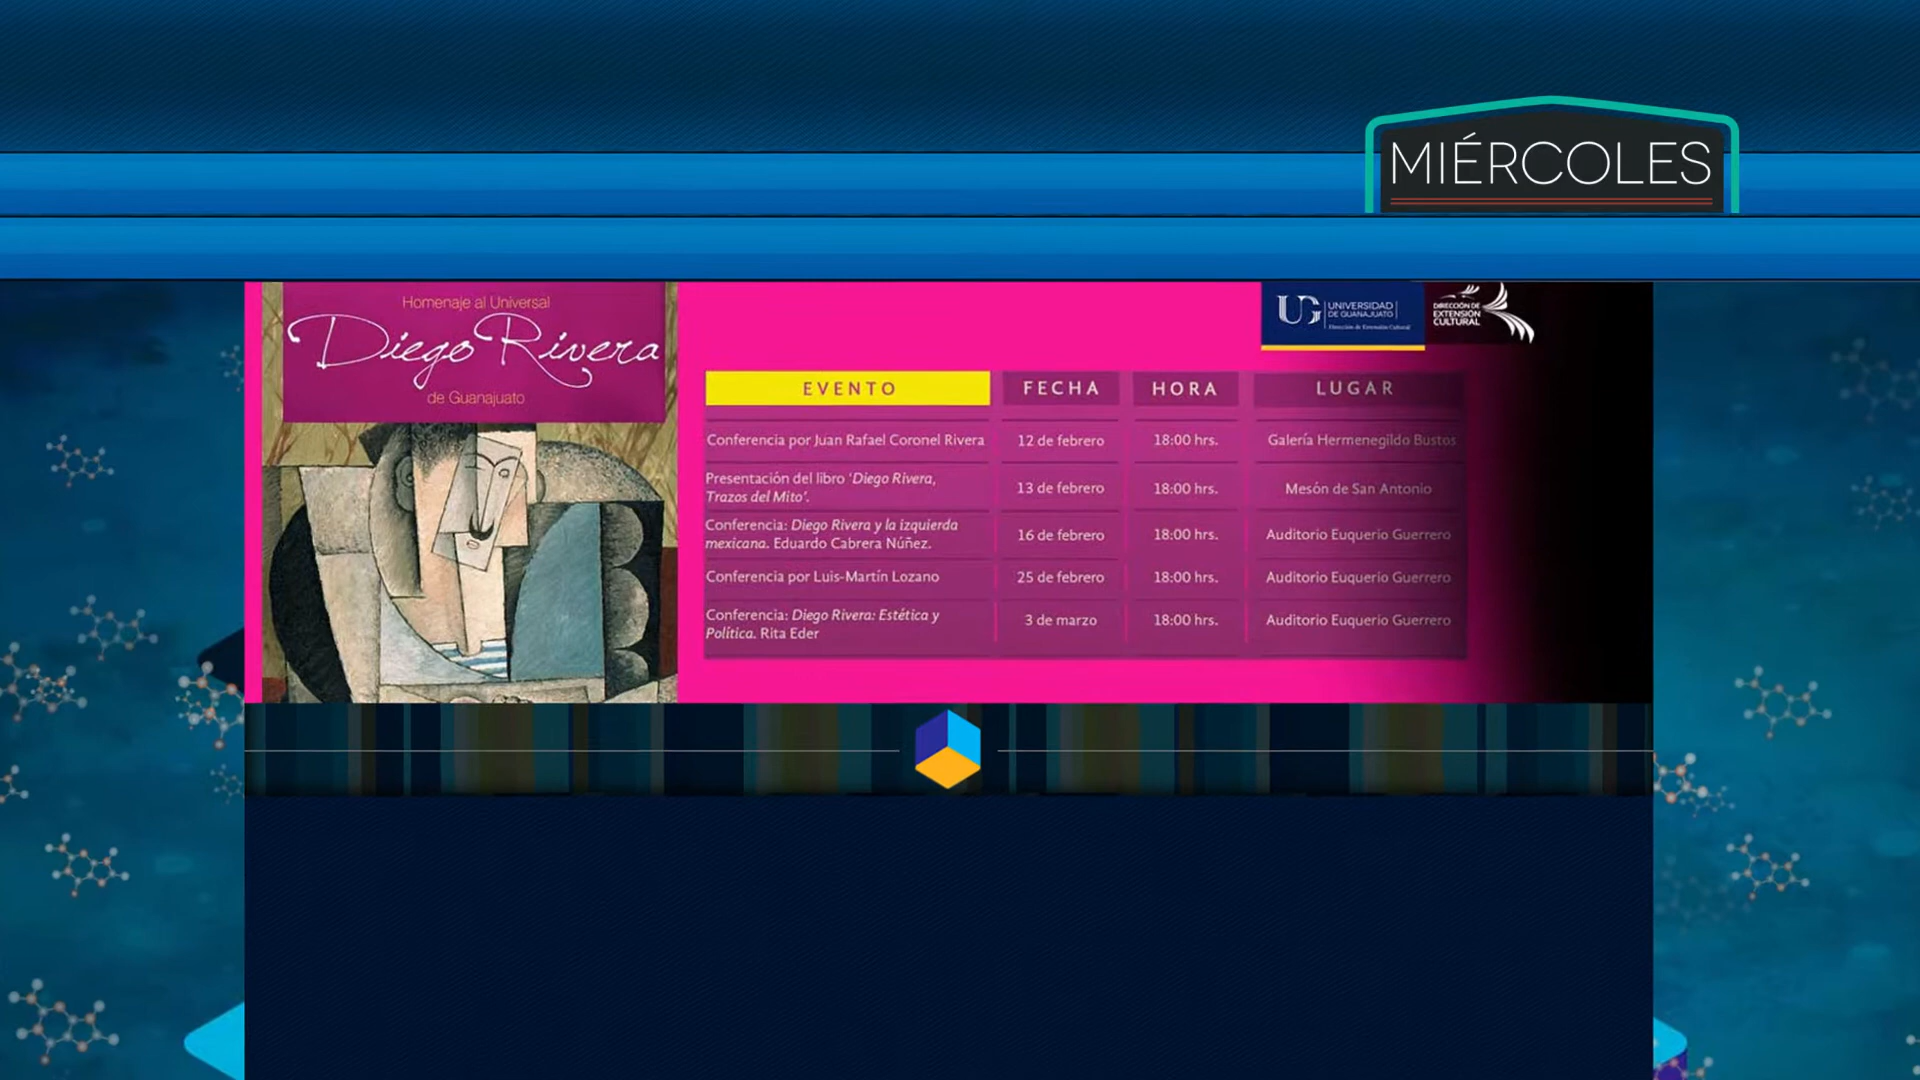 MIÉRCOLES
Homenaje al Universal
Diego Rivera
de Guanajuato
UG UNIVERSIDAD
DE GUANAJUATO
Dirección de Extensión Cultural
DIRECCIÓN DE
EXTENSIÓN
CULTURAL
EVENTO FECHA HORA LUGAR
Conferencia por Juan Rafael Coronel Rivera 12 de febrero 18:00 hrs. Galería Hermenegildo Bustos
Presentación del libro ‘Diego Rivera,
Trazos del Mito’. 13 de febrero 18:00 hrs. Mesón de San Antonio
Conferencia: Diego Rivera y la izquierda
mexicana. Eduardo Cabrera Núñez. 16 de febrero 18:00 hrs. Auditorio Euquerio Guerrero
Conferencia por Luis-Martín Lozano 25 de febrero 18:00 hrs. Auditorio Euquerio Guerrero
Conferencia: Diego Rivera: Estética y
Política. Rita Eder 3 de marzo 18:00 hrs. Auditorio Euquerio Guerrero